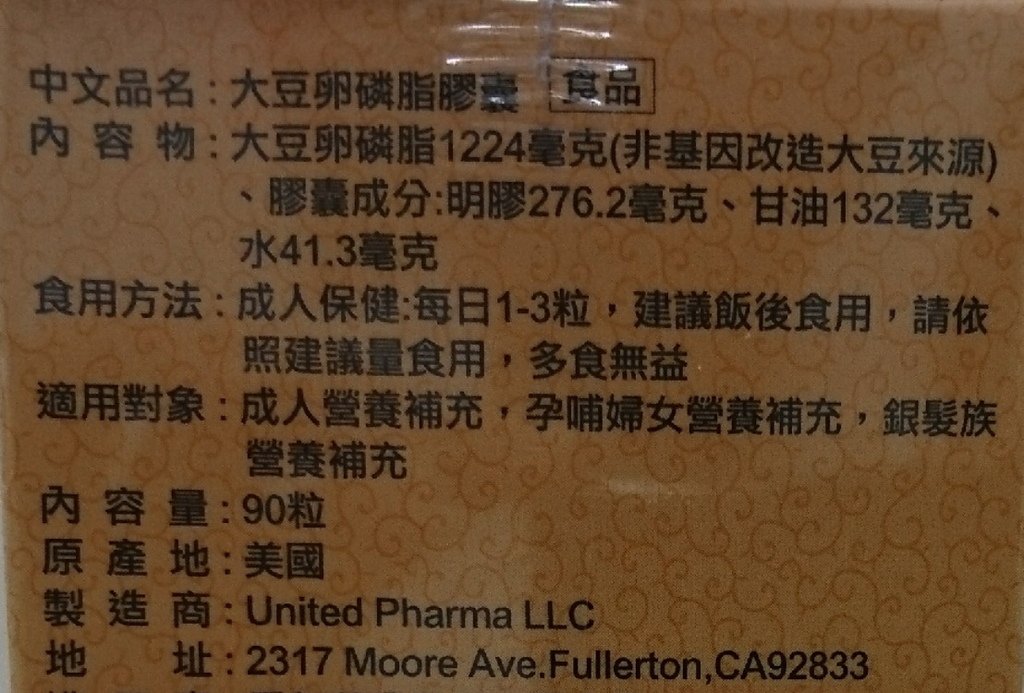 中文品名：大豆卵磷脂膠囊 食品
內容物：大豆卵磷脂1224毫克(非基因改造大豆來源)
、膠囊成分:明膠276.2毫克、甘油132毫克、
水41.3毫克
食用方法：成人保健:每日1-3粒，建議飯後食用，請依
照建議量食用，多食無益
適用對象：成人營養補充，孕哺婦女營養補充，銀髮族
營養補充
內容量：90粒
原產地：美國
製造商：United Pharma LLC
地址：2317 Moore Ave.Fullerton,CA92833